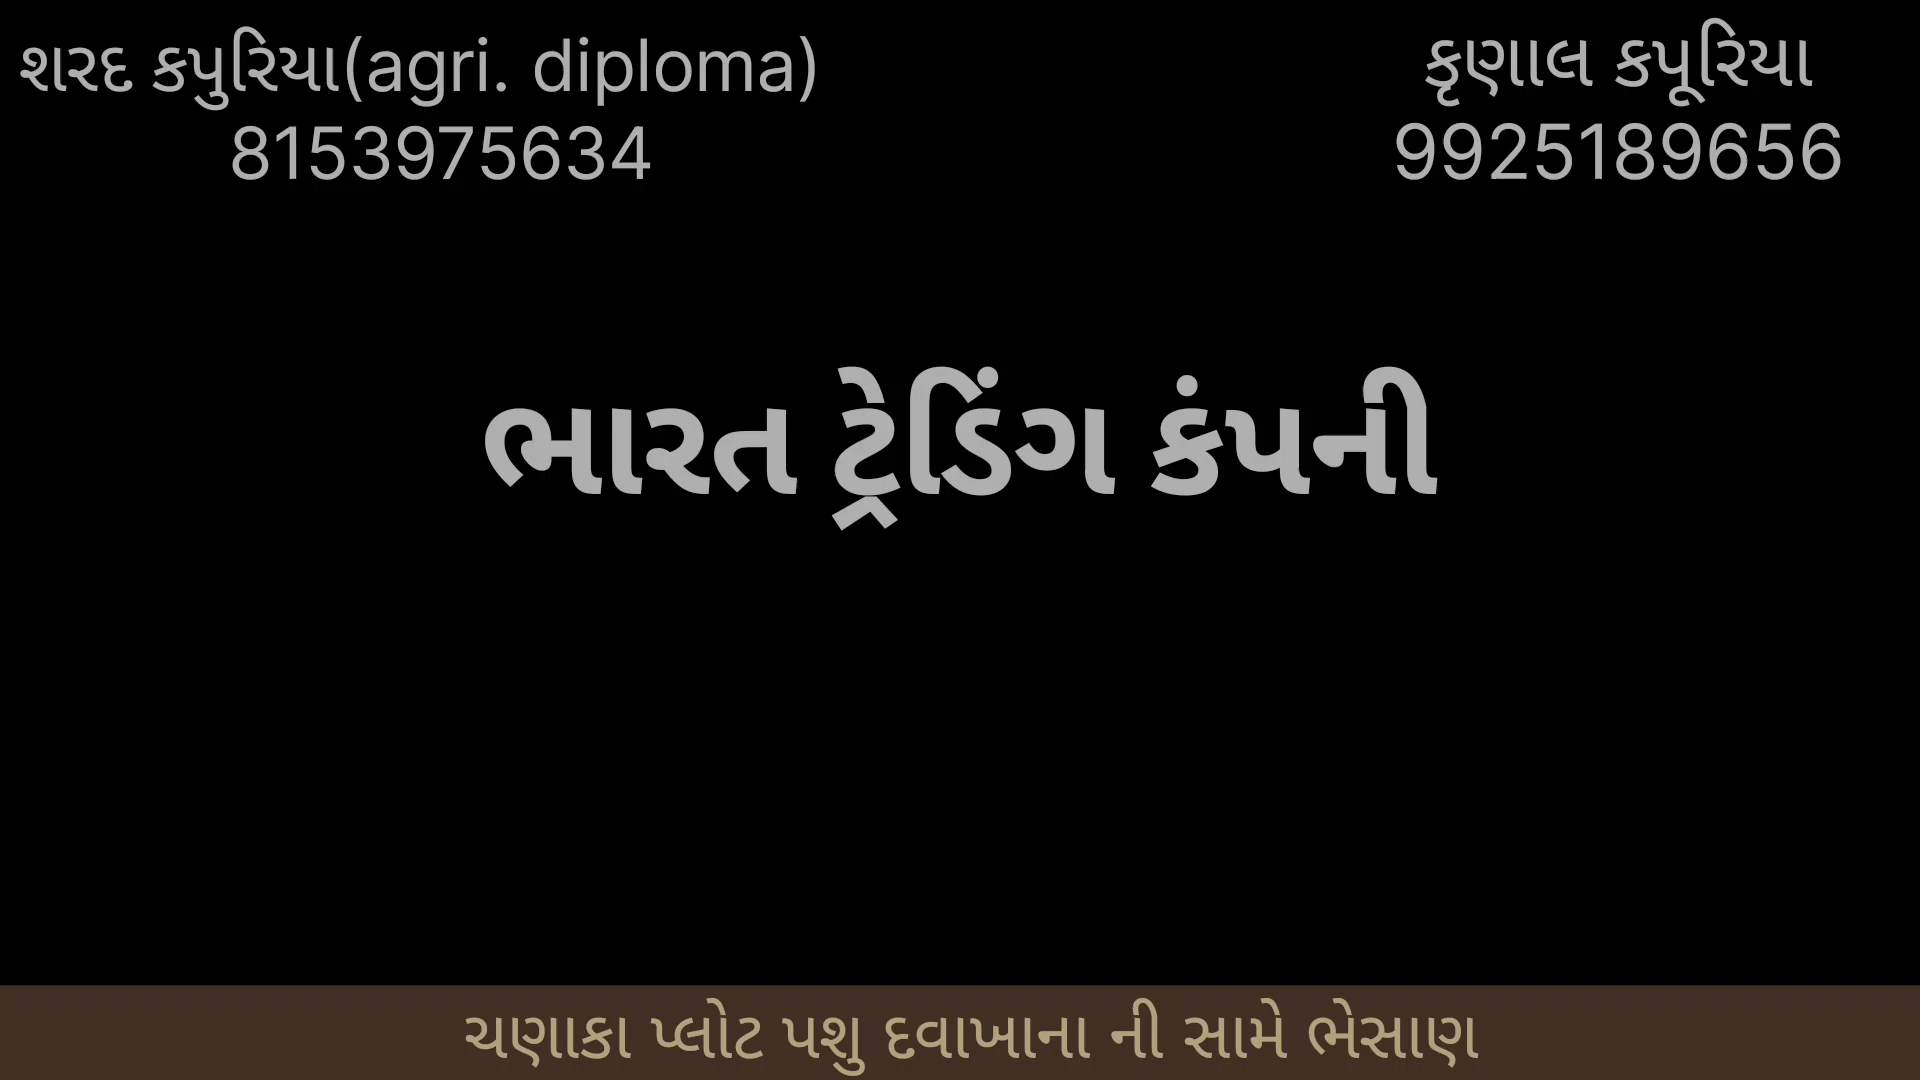 શરદ કપુરિયા(agri. diploma)
8153975634
કૃણાલ કપૂરિયા
9925189656
ભારત ટ્રેડિંગ કંપની
ચણાકા પ્લોટ પશુ દવાખાના ની સામે ભેસાણ